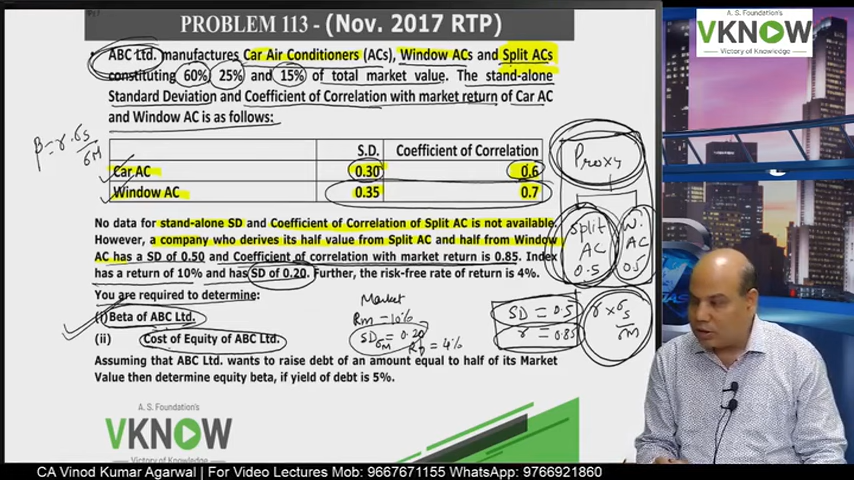 PROBLEM 113 - (Nov. 2017 RTP)
A. S. Foundation's
VKNOW
Victory of Knowledge
ABC Ltd. manufactures Car Air Conditioners (ACs), Window ACs and Split ACs
constituting 60% 25% and 15% of total market value. The stand-alone
Standard Deviation and Coefficient of Correlation with market return of Car AC
and Window AC is as follows:
β = r . σs / σM
S.D. Coefficient of Correlation
Car AC 0.30 0.6
Window AC 0.35 0.7
Proxy
Split AC 0.5
W. AC 0.5
No data for stand-alone SD and Coefficient of Correlation of Split AC is not available.
However, a company who derives its half value from Split AC and half from Window
AC has a SD of 0.50 and Coefficient of correlation with market return is 0.85. Index
has a return of 10% and has SD of 0.20. Further, the risk-free rate of return is 4%.
You are required to determine:
(i) Beta of ABC Ltd.
(ii) Cost of Equity of ABC Ltd.
Market
Rm = 10%
SD σM = 0.20
Rf = 4%
SD = 0.5
r = 0.85
r × σs / σM
Assuming that ABC Ltd. wants to raise debt of an amount equal to half of its Market
Value then determine equity beta, if yield of debt is 5%.
A. S. Foundation's
VKNOW
Victory of Knowledge
CA Vinod Kumar Agarwal | For Video Lectures Mob: 9667671155 WhatsApp: 9766921860